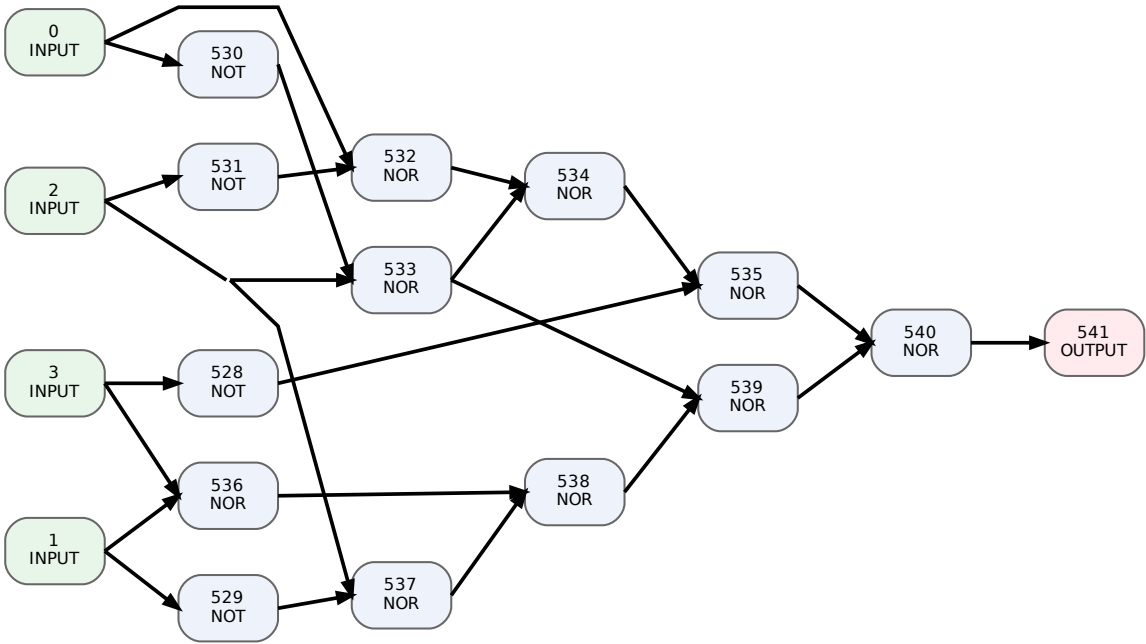 0
INPUT
530
NOT
2
INPUT
531
NOT
532
NOR
533
NOR
534
NOR
535
NOR
3
INPUT
528
NOT
540
NOR
541
OUTPUT
536
NOR
538
NOR
539
NOR
1
INPUT
529
NOT
537
NOR